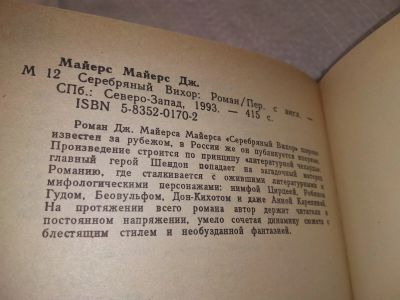 Майерс Майерс Дж.
М 12 Серебряный Вихор; Роман/Пер. с англ. —
СПб.: Северо-Запад, 1993. — 415 с.
ISBN 5-8352-0170-2
Роман Дж. Майерса Майерса «Серебряный Вихор» широко
известен за рубежом, в России же он публикуется впервые.
Произведение строится по принципу «литературной
главный герой Шендон попадает на загадочный материк
Романию, где сталкивается с ожившими литературными и
мифологическими персонажами: нимфой Цирцеей, Робином
Гудом, Беовульфом, Дон-Кихотом и даже Анной Карениной.
На протяжении всего романа автор держит читателя в
постоянном напряжении, умело сочетая динамику сюжета с
блестящим стилем и необузданной фантазией.